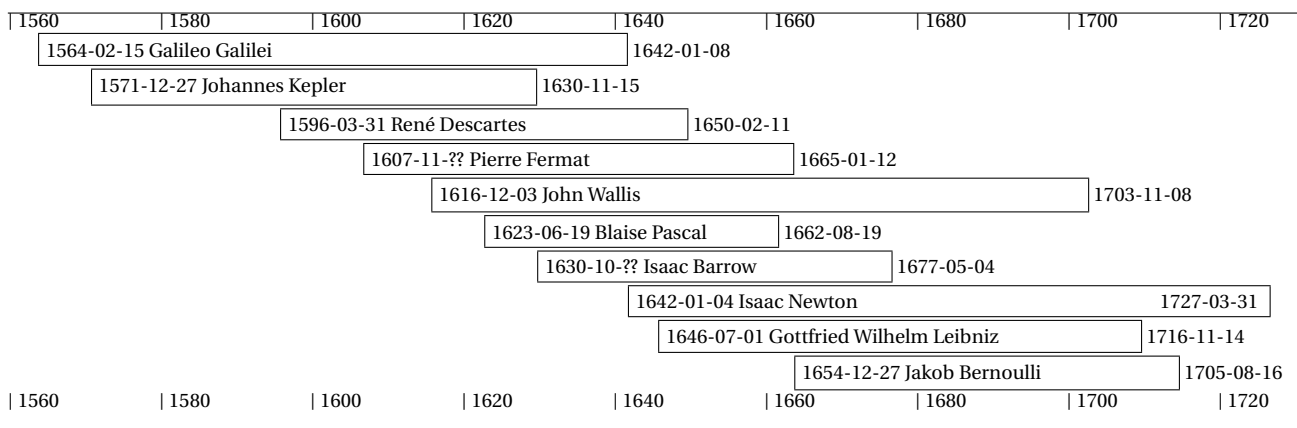 | 1560 | 1580 | 1600 | 1620 | 1640 | 1660 | 1680 | 1700 | 1720
1564-02-15 Galileo Galilei 1642-01-08
1571-12-27 Johannes Kepler 1630-11-15
1596-03-31 René Descartes 1650-02-11
1607-11-?? Pierre Fermat 1665-01-12
1616-12-03 John Wallis 1703-11-08
1623-06-19 Blaise Pascal 1662-08-19
1630-10-?? Isaac Barrow 1677-05-04
1642-01-04 Isaac Newton 1727-03-31
1646-07-01 Gottfried Wilhelm Leibniz 1716-11-14
1654-12-27 Jakob Bernoulli 1705-08-16
| 1560 | 1580 | 1600 | 1620 | 1640 | 1660 | 1680 | 1700 | 1720